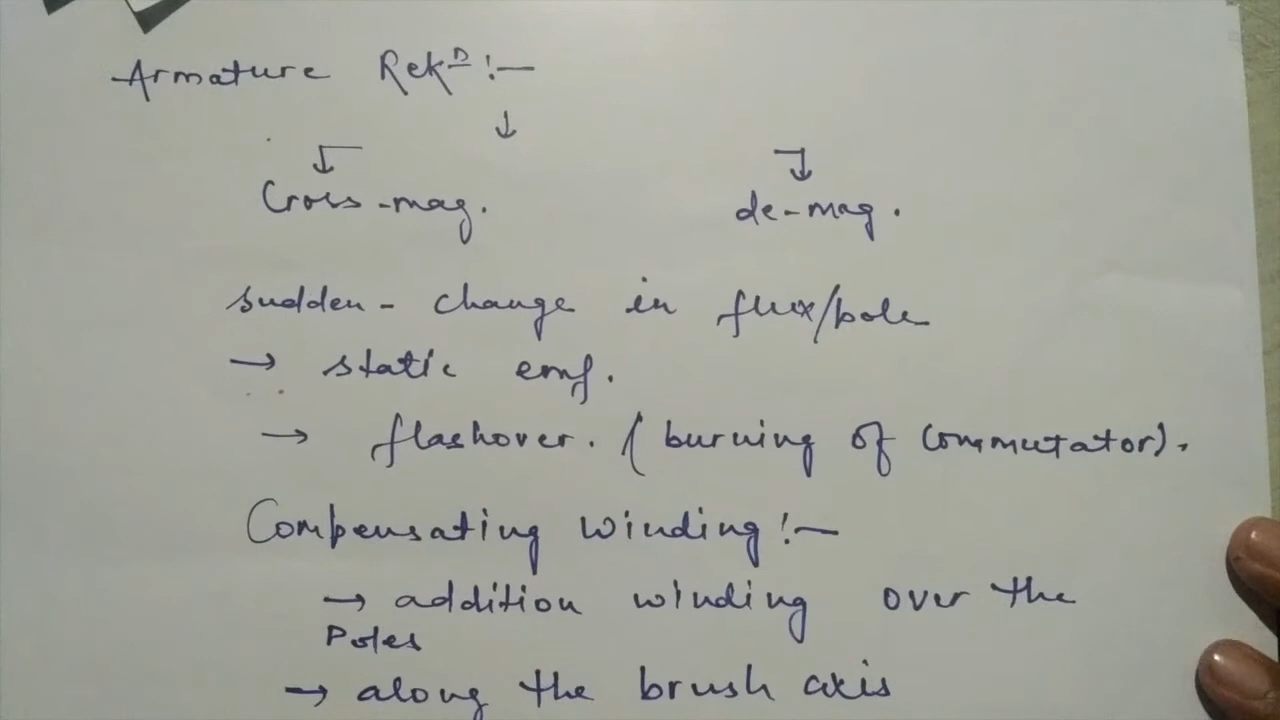 Armature Rekⁿ :-
↓
↓ ↓
Cross-mag. de-mag.
sudden - change in flux/pole
→ static emf.
→ flashover. (burning of commutator).
Compensating winding :-
→ addition winding over the
Poles
→ along the brush axis